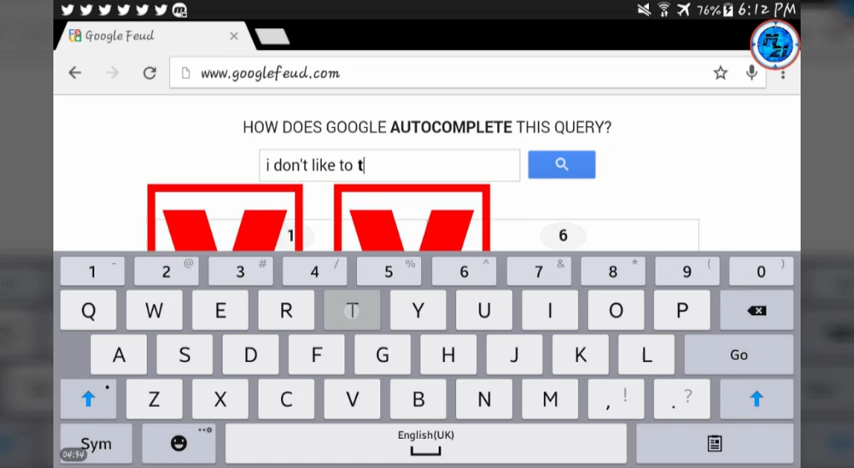 76% 6:12 PM
Google Feud
www.googlefeud.com
HOW DOES GOOGLE AUTOCOMPLETE THIS QUERY?
i don't like to t
1 6
1 - 2 @ 3 # 4 / 5 % 6 ^ 7 & 8 * 9 ( 0 )
Q W E R T Y U I O P
A S D F G H J K L Go
Z X C V B N M , ! . ?
Sym English(UK)
04:34